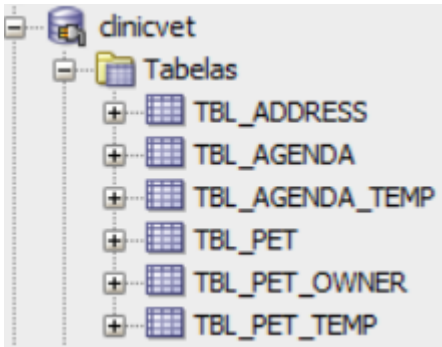 clinicvet
Tabelas
TBL_ADDRESS
TBL_AGENDA
TBL_AGENDA_TEMP
TBL_PET
TBL_PET_OWNER
TBL_PET_TEMP